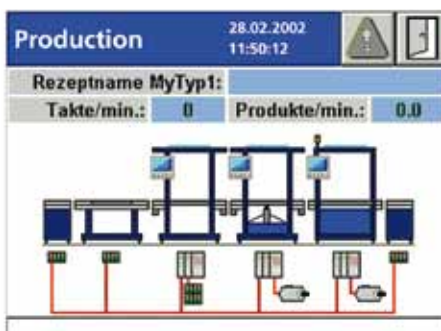 Production
28.02.2002
11:50:12
Rezeptname MyTyp1:
Takte/min.: 0 Produkte/min.: 0.0